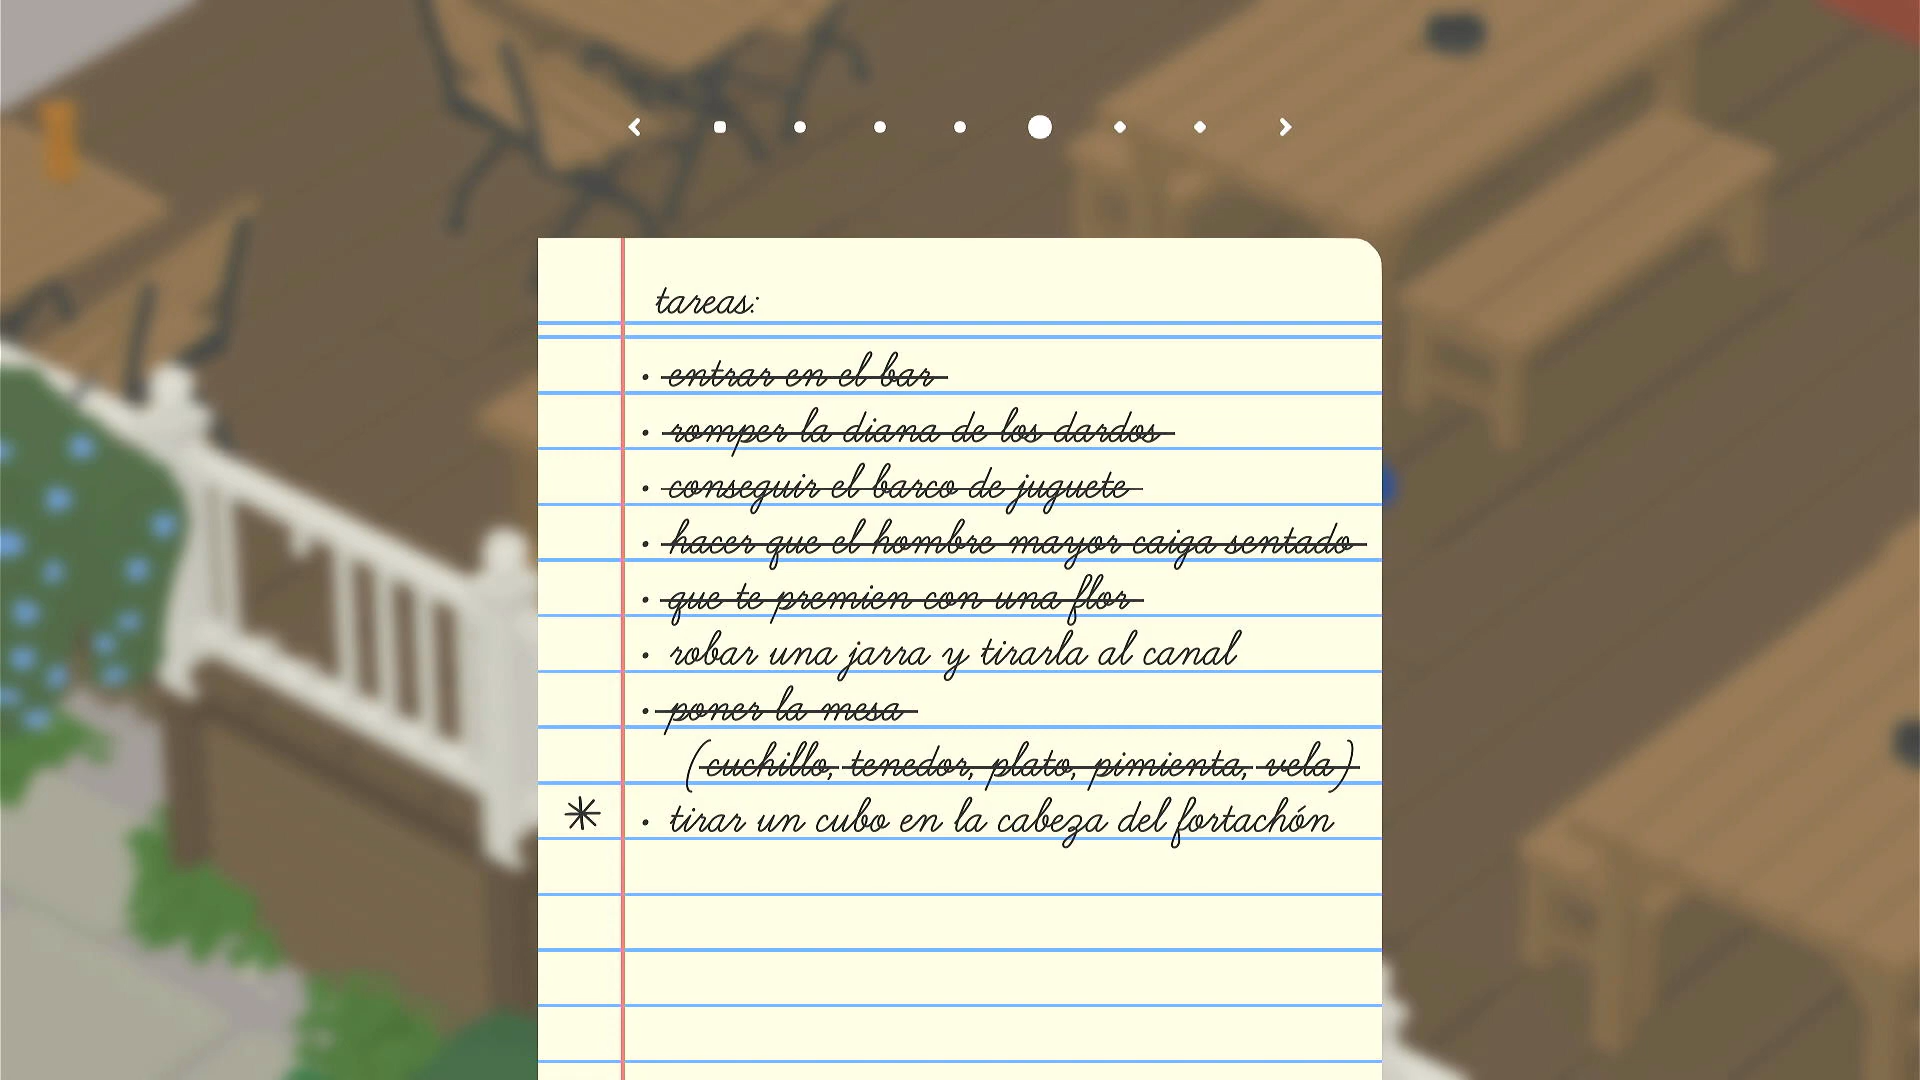 tareas:
· entrar en el bar
· romper la diana de los dardos
· conseguir el barco de juguete
· hacer que el hombre mayor caiga sentado
· que te premien con una flor
· robar una jarra y tirarla al canal
· poner la mesa
(cuchillo, tenedor, plato, pimienta, vela)
· tirar un cubo en la cabeza del fortachón